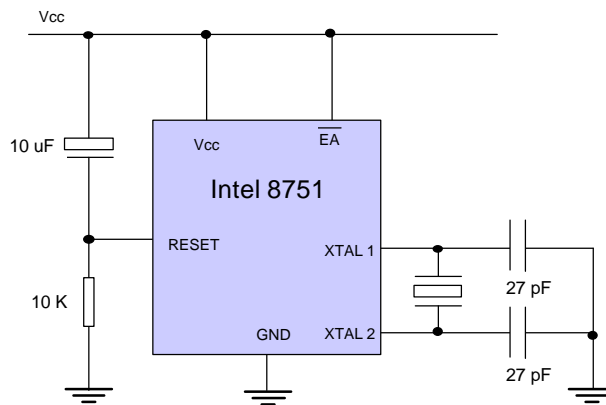 Vcc
10 uF
Vcc
EA
Intel 8751
RESET
XTAL 1
27 pF
10 K
GND
XTAL 2
27 pF